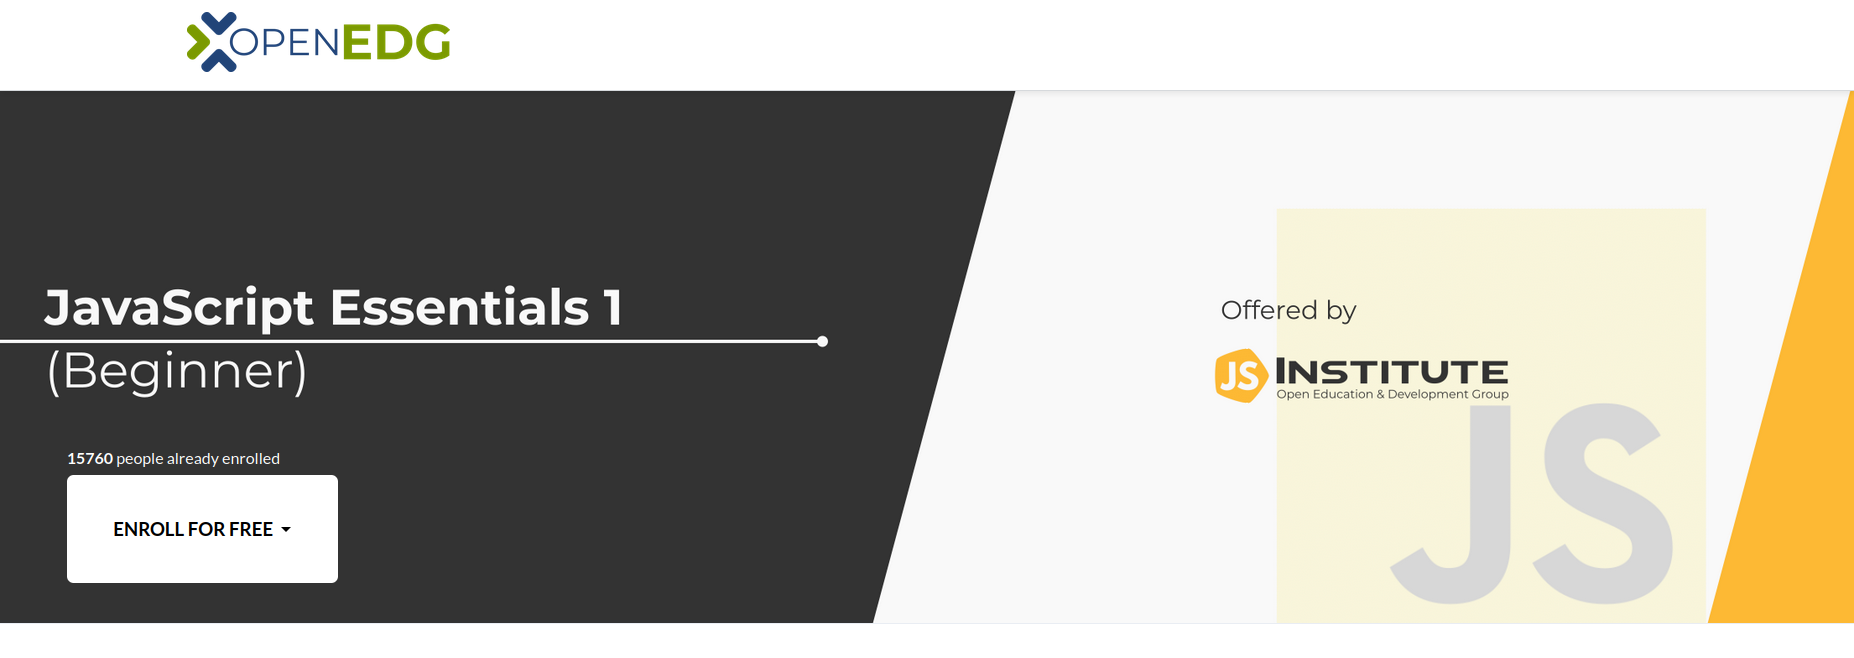 OPENEDG
JavaScript Essentials 1
(Beginner)
15760 people already enrolled
ENROLL FOR FREE
Offered by
JS INSTITUTE
Open Education & Development Group
JS